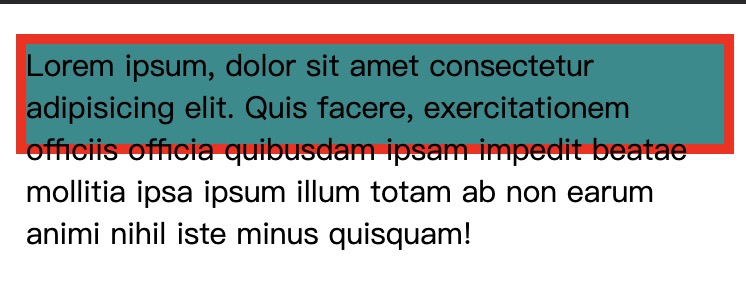 Lorem ipsum, dolor sit amet consectetur
adipisicing elit. Quis facere, exercitationem
officiis officia quibusdam ipsam impedit beatae
mollitia ipsa ipsum illum totam ab non earum
animi nihil iste minus quisquam!